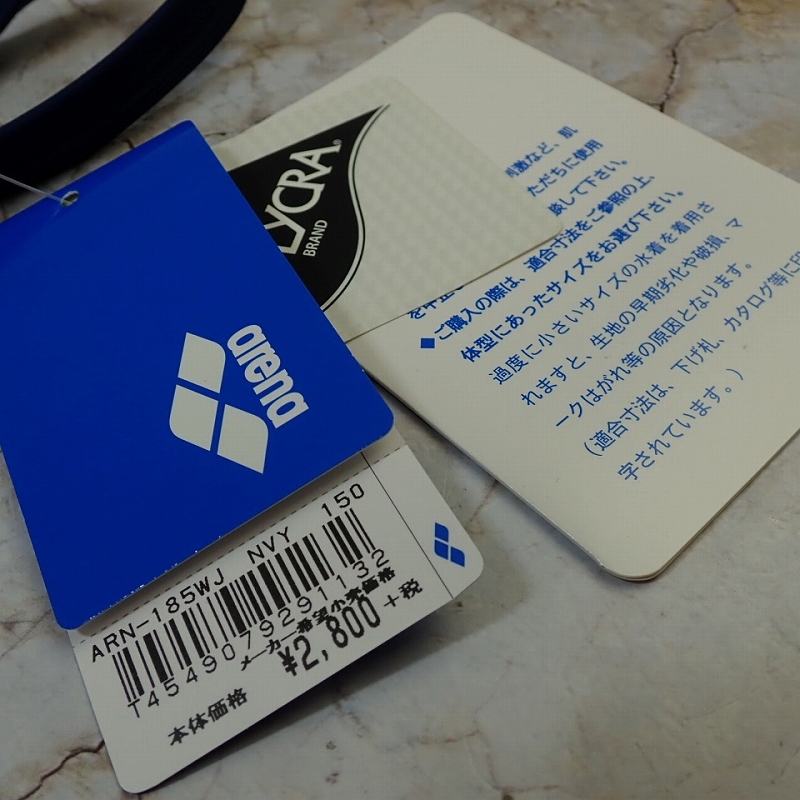 LYCRA®
BRAND
arena
ARN-185WJ NVY 150
T4549079291132
メーカー希望小売価格
¥2,800+税
本体価格
激など、肌
ただちに使用
談して下さい。
◆ご購入の際は、適合寸法をご参照の上、
体型にあったサイズをお選び下さい。
過度に小さいサイズの水着を着用さ
れますと、生地の早期劣化や破損、マ
ークはがれ等の原因となります。
(適合寸法は、下げ札、カタログ等に印
字されています。)